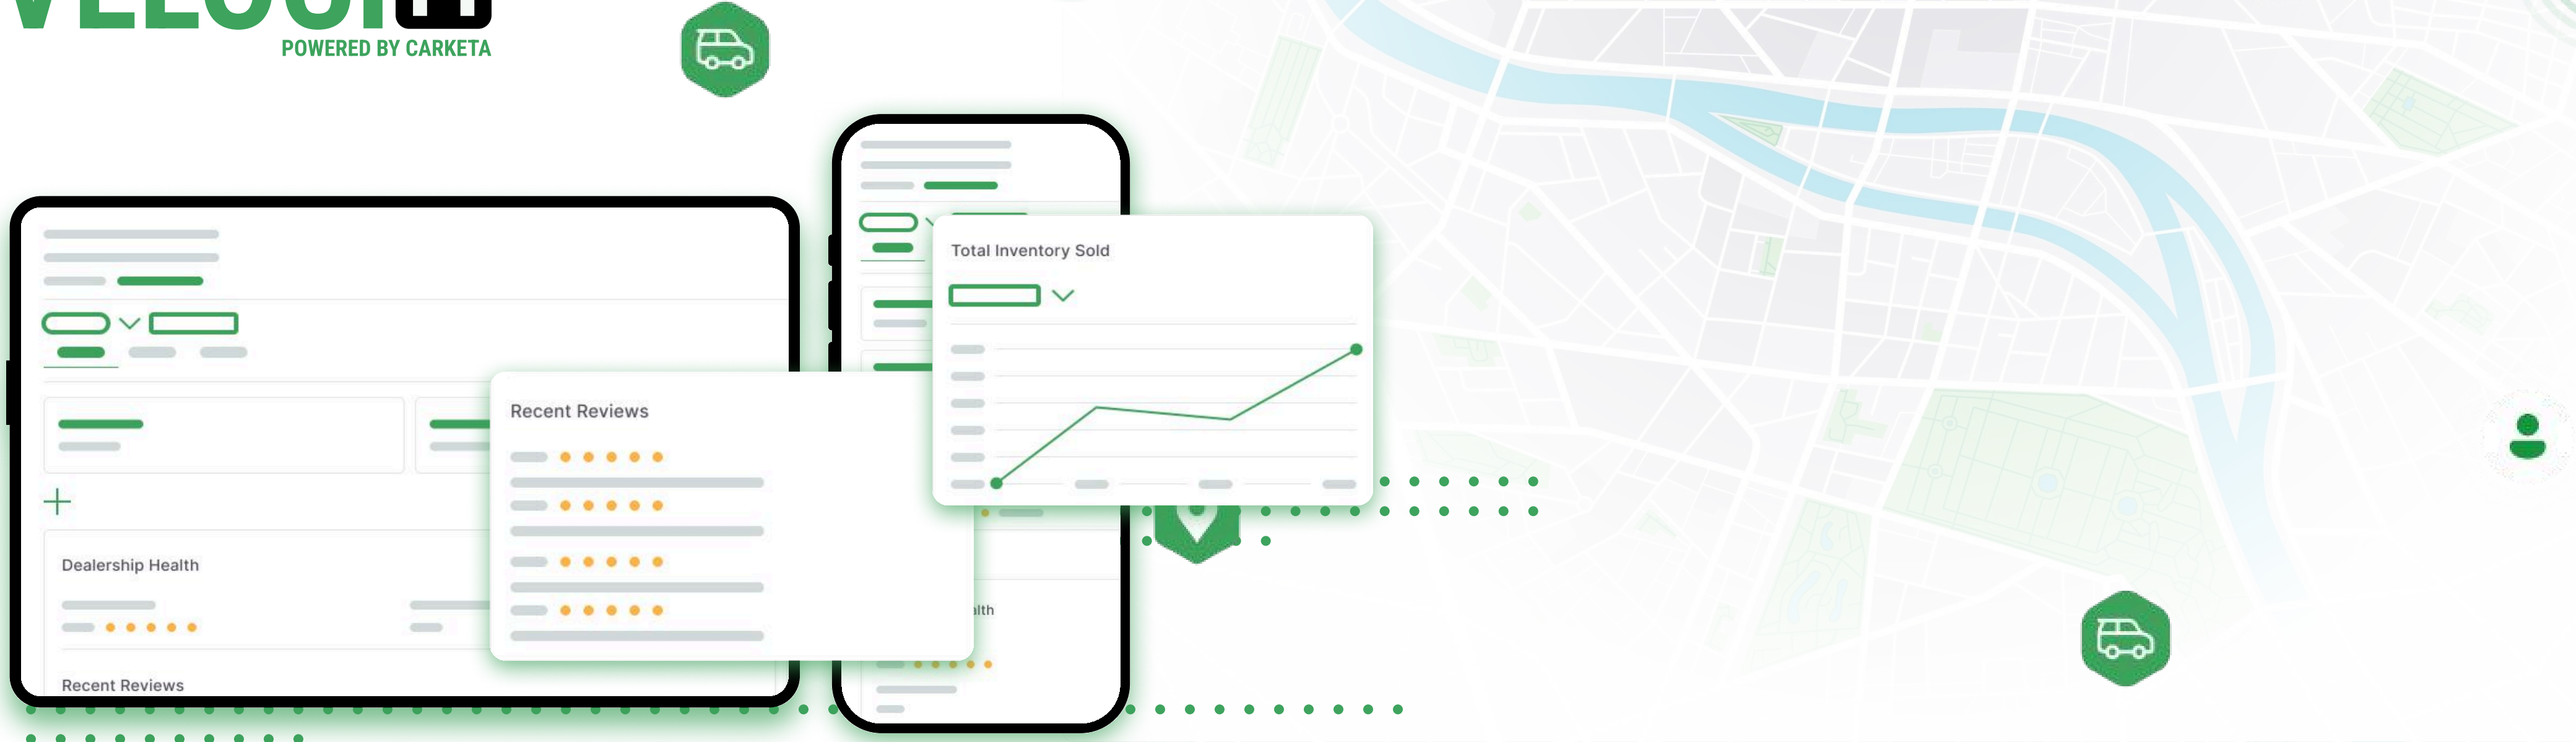 POWERED BY CARKETA
Total Inventory Sold
Recent Reviews
Dealership Health
Recent Reviews